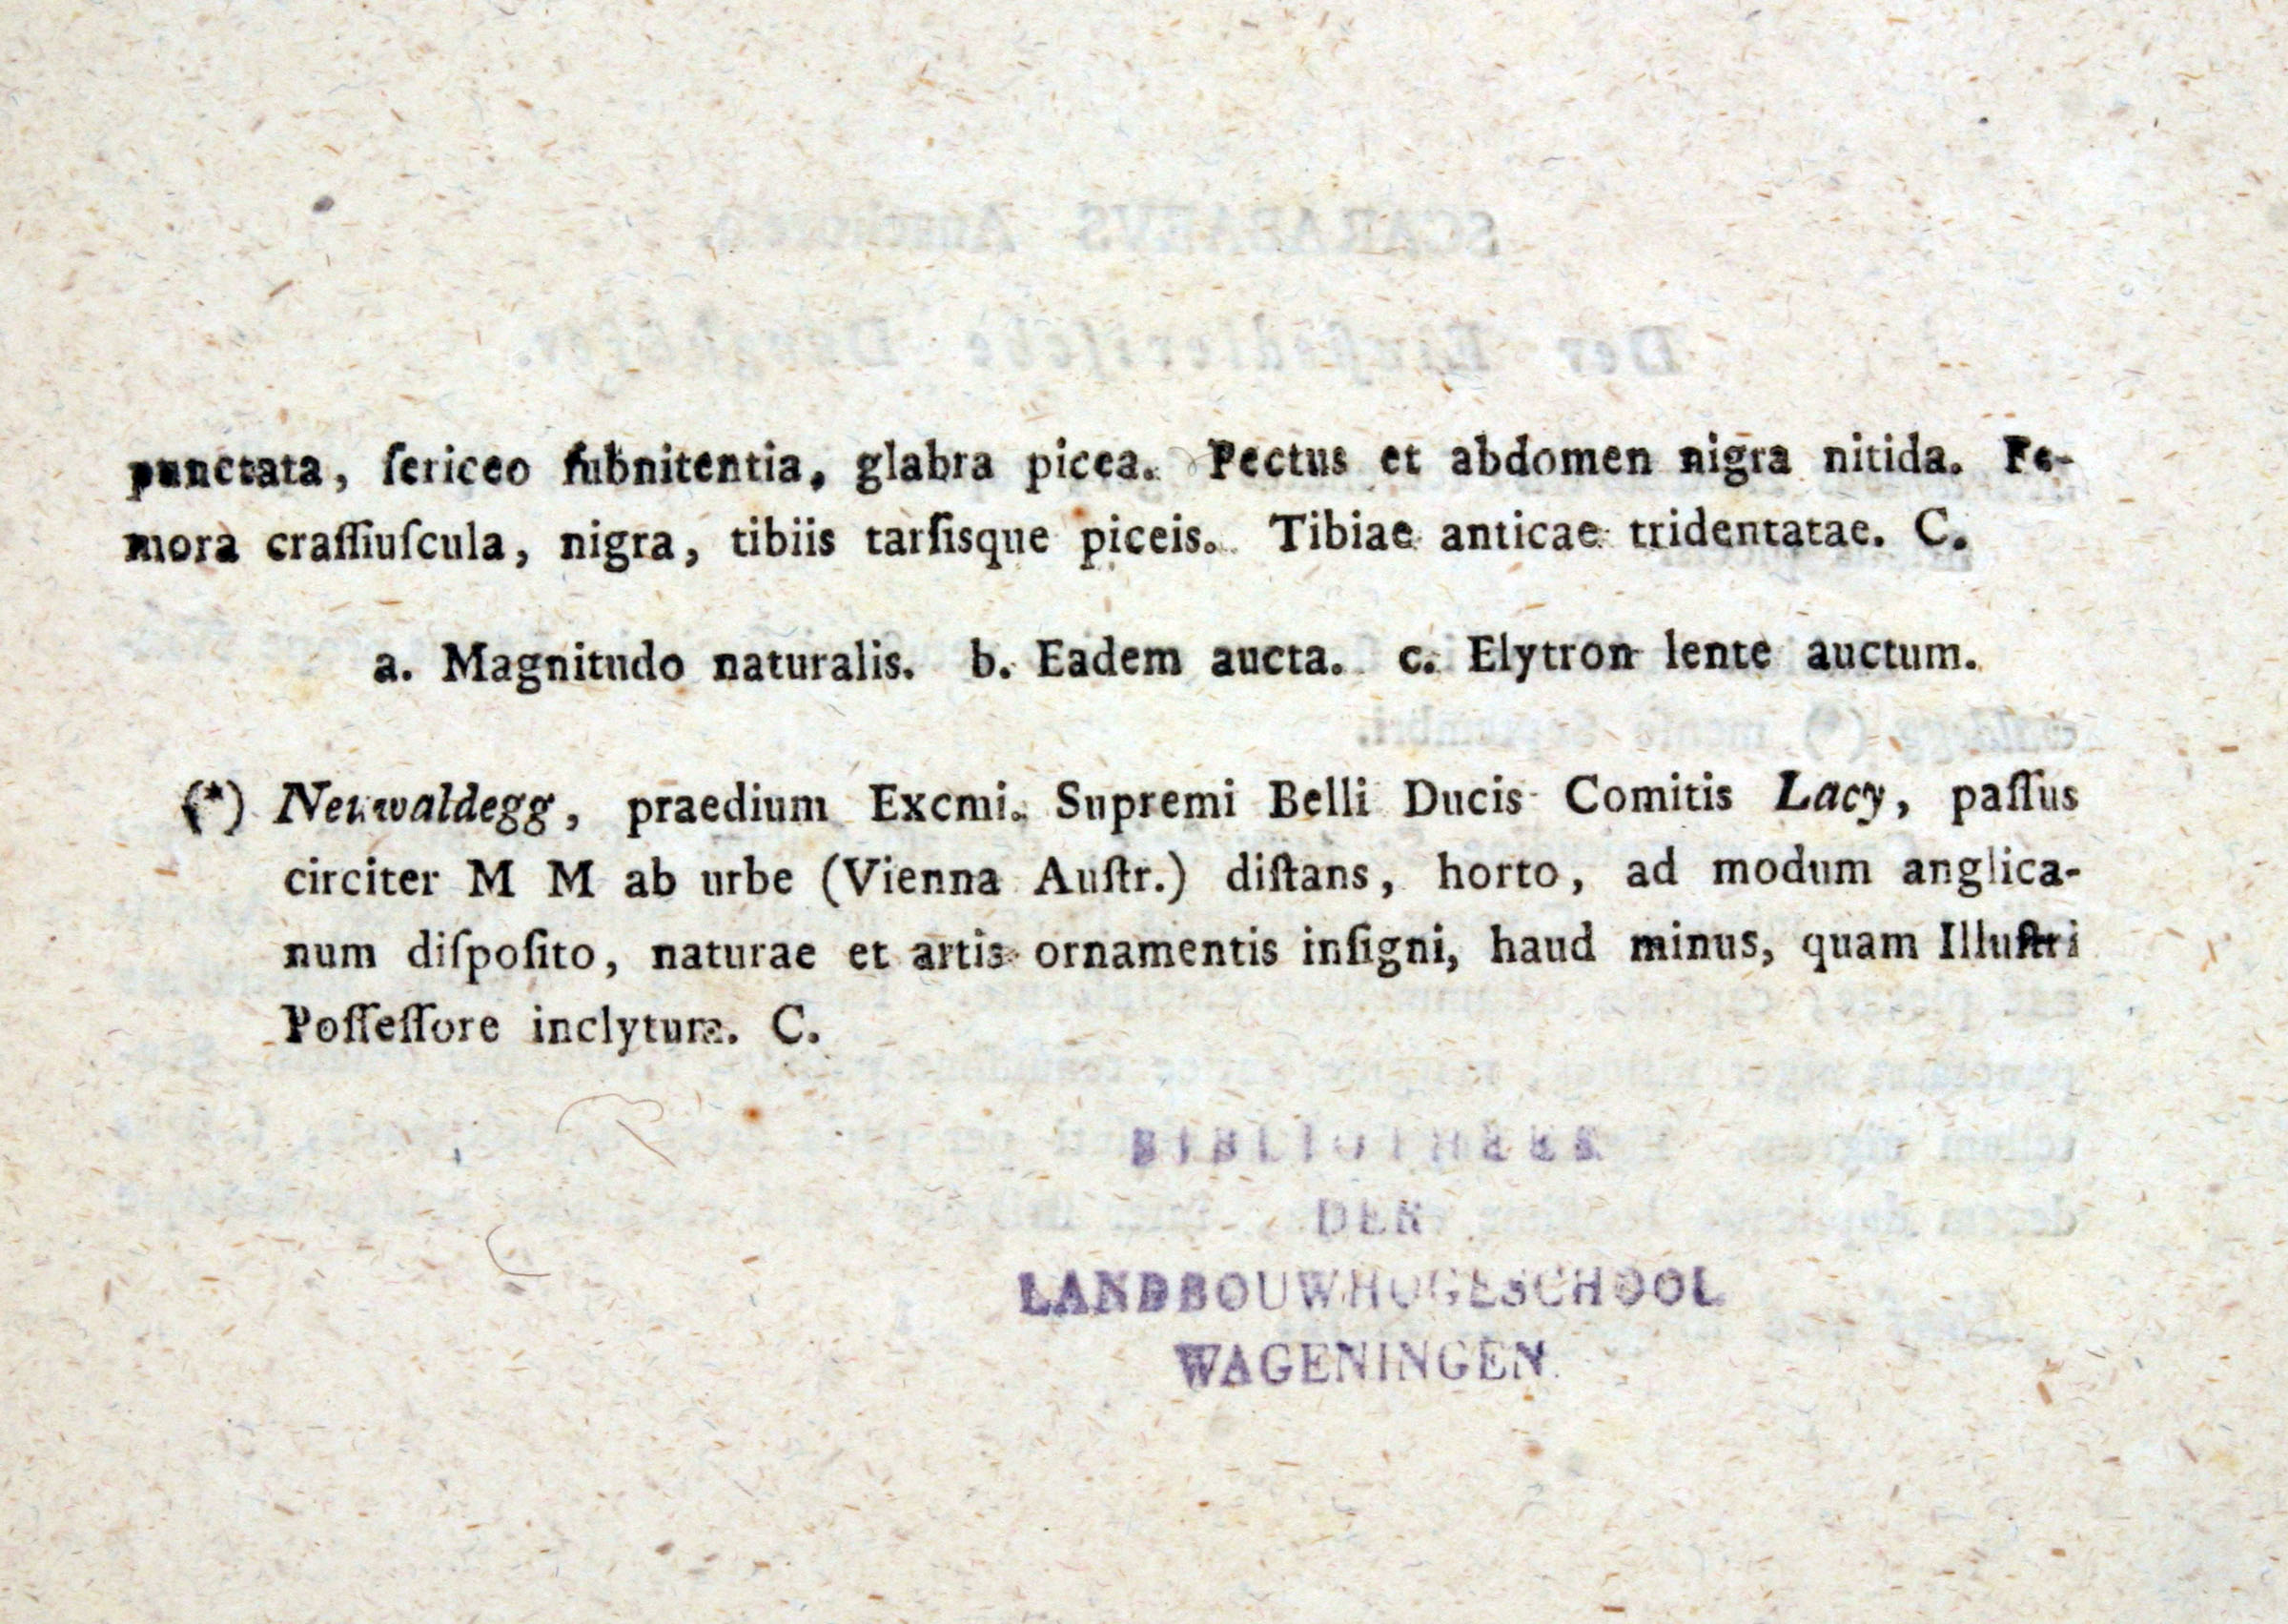 punctata, ſericeo ſubnitentia, glabra picea. Pectus et abdomen nigra nitida. Fe-
mora craſſiuſcula, nigra, tibiis tarſisque piceis. Tibiae anticae tridentatae. C.
a. Magnitudo naturalis. b. Eadem aucta. c. Elytron lente auctum.
(*) Neuwaldegg, praedium Excmi. Supremi Belli Ducis Comitis Lacy, paſſus
circiter M M ab urbe (Vienna Auſtr.) diſtans, horto, ad modum anglica-
num diſpoſito, naturae et artis ornamentis inſigni, haud minus, quam Illuſtri
Poſſeſſore inclytum. C.
BIBLIOTHEEK
DER
LANDBOUWHOGESCHOOL
WAGENINGEN